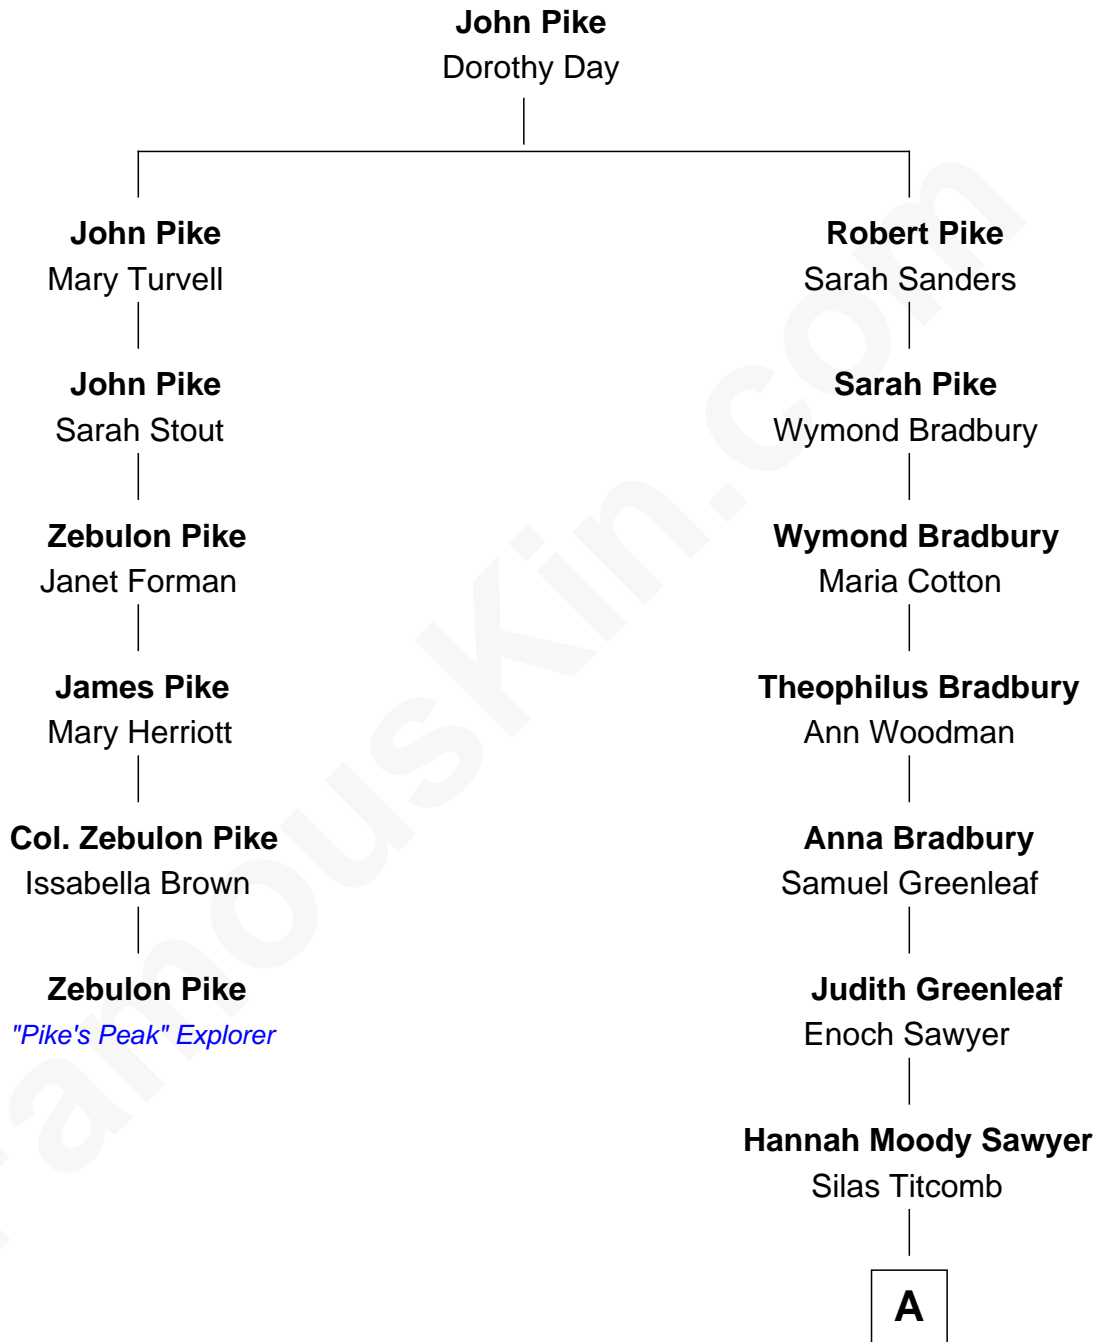 John Pike
Dorothy Day
John Pike
Mary Turvell
John Pike
Sarah Stout
Zebulon Pike
Janet Forman
James Pike
Mary Herriott
Col. Zebulon Pike
Issabella Brown
Zebulon Pike
"Pike's Peak" Explorer
Robert Pike
Sarah Sanders
Sarah Pike
Wymond Bradbury
Wymond Bradbury
Maria Cotton
Theophilus Bradbury
Ann Woodman
Anna Bradbury
Samuel Greenleaf
Judith Greenleaf
Enoch Sawyer
Hannah Moody Sawyer
Silas Titcomb
A
FamousKin.com